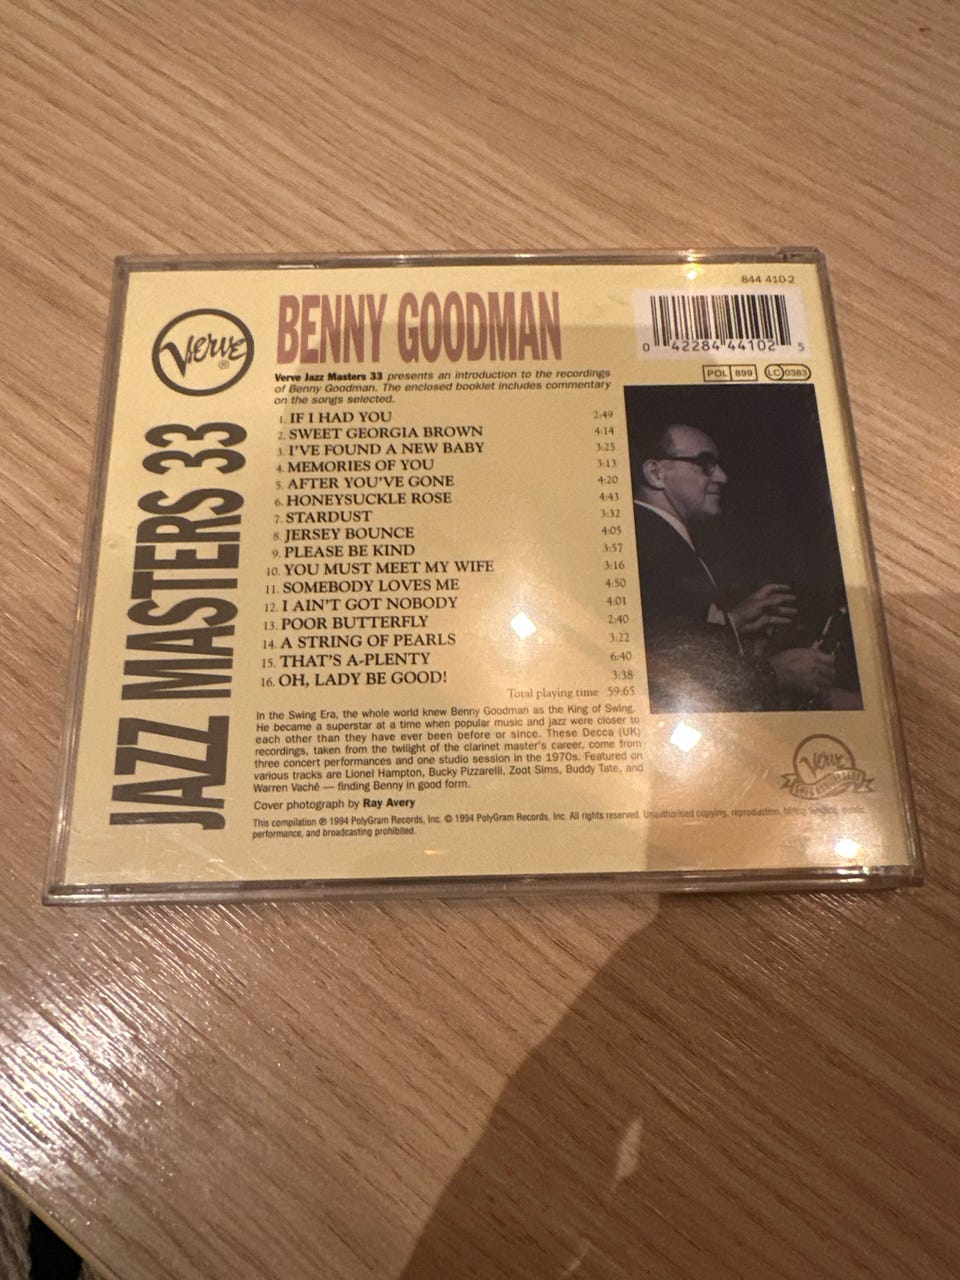 844 410-2
BENNY GOODMAN
0 42284 44102 5
Verve
®
POL 899 LC 0383
JAZZ MASTERS 33
Verve Jazz Masters 33 presents an introduction to the recordings
of Benny Goodman. The enclosed booklet includes commentary
on the songs selected.
1. IF I HAD YOU 2:49
2. SWEET GEORGIA BROWN 4:14
3. I'VE FOUND A NEW BABY 3:25
4. MEMORIES OF YOU 3:13
5. AFTER YOU'VE GONE 4:20
6. HONEYSUCKLE ROSE 4:43
7. STARDUST 3:32
8. JERSEY BOUNCE 4:05
9. PLEASE BE KIND 3:57
10. YOU MUST MEET MY WIFE 3:16
11. SOMEBODY LOVES ME 4:50
12. I AIN'T GOT NOBODY 4:01
13. POOR BUTTERFLY 2:40
14. A STRING OF PEARLS 3:22
15. THAT'S A-PLENTY 6:40
16. OH, LADY BE GOOD! 3:38
Total playing time 59:65
In the Swing Era, the whole world knew Benny Goodman as the King of Swing.
He became a superstar at a time when popular music and jazz were closer to
each other than they have ever been before or since. These Decca (UK)
recordings, taken from the twilight of the clarinet master's career, come from
three concert performances and one studio session in the 1970s. Featured on
various tracks are Lionel Hampton, Bucky Pizzarelli, Zoot Sims, Buddy Tate, and
Warren Vaché — finding Benny in good form.
Cover photograph by Ray Avery
This compilation ℗ 1994 PolyGram Records, Inc. © 1994 PolyGram Records, Inc. All rights reserved. Unauthorised copying, reproduction, hiring, lending, public
performance, and broadcasting prohibited.
Verve